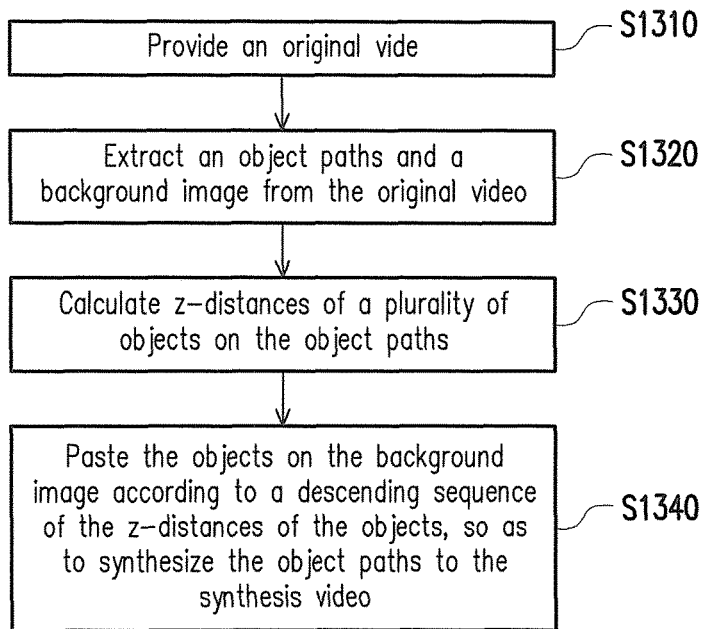 Provide an original vide
S1310
Extract an object paths and a
background image from the original video
S1320
Calculate z-distances of a plurality of
objects on the object paths
S1330
Paste the objects on the background
image according to a descending sequence
of the z-distances of the objects, so as
to synthesize the object paths to the
synthesis video
S1340